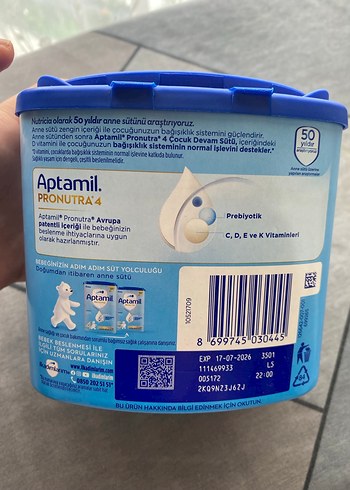 Nutricia olarak 50 yıldır anne sütünü araştırıyoruz.
Anne sütü zengin içeriği ile çocuğunuzun bağışıklık sistemini güçlendirir.
Anne sütünden sonra Aptamil® Pronutra® 4 Çocuk Devam Sütü, içeriğindeki
D vitamini ile çocuğunuzun bağışıklık sisteminin normal işlevini destekler.*
50
yıldır
Aptamil.
PRONUTRA®4
Aptamil® Pronutra® Avrupa
patentli içeriği ile bebeğinizin
beslenme ihtiyaçlarına uygun
olarak hazırlanmıştır.
Prebiyotik
C, D, E ve K Vitaminleri
BEBEĞİNİZİN ADIM ADIM SÜT YOLCULUĞU
Doğumdan itibaren anne sütü
Aptamil
Aptamil
10521709
8 699745 030445
BEBEK BESLENMESİ İLE
İLGİLİ TÜM SORULARINIZ
İÇİN UZMANLARA DANIŞIN
EXP 17-07-2026 3501
111469933 L5
005172 22:00
2KQ9NZ3J6ZJ
BU ÜRÜN HAKKINDA BİLGİ EDİNMEK İÇİN OKUTUN.